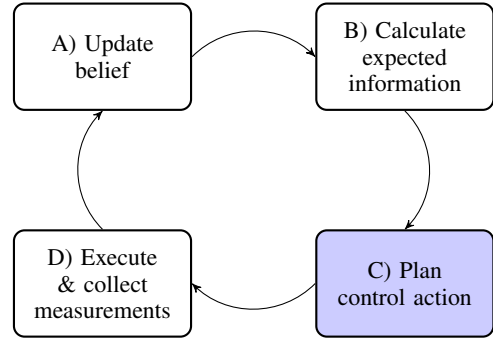 A) Update
belief
B) Calculate
expected
information
C) Plan
control action
D) Execute
& collect
measurements